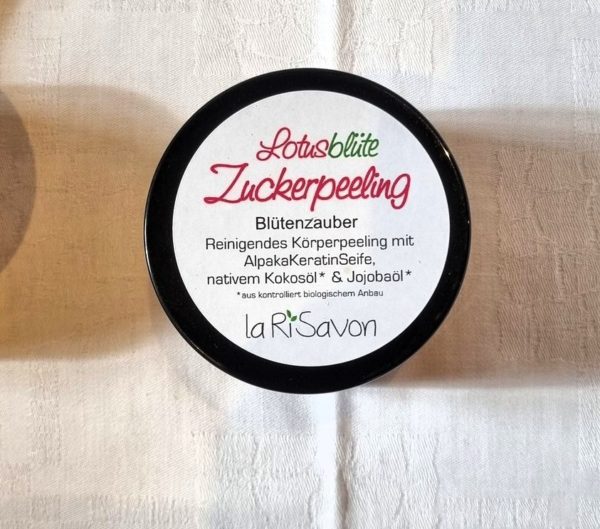 Lotusblüte
Zuckerpeeling
Blütenzauber
Reinigendes Körperpeeling mit
AlpakaKeratinSeife,
nativem Kokosöl* & Jojobaöl*
*aus kontrolliert biologischem Anbau
la RiSavon